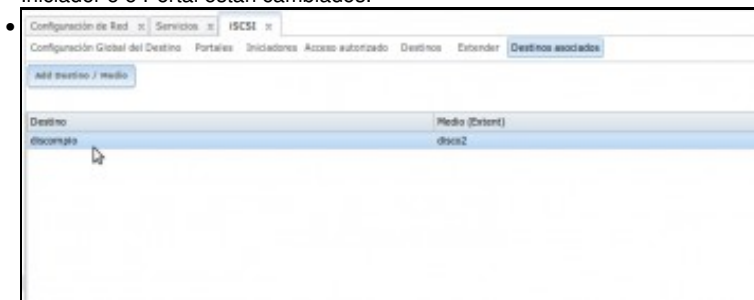 Iniciador o o Portal están cambiados.
Configuración de Red x Servicios x iSCSI x
Configuración Global del Destino Portales Iniciadores Acceso autorizado Destinos Extender Destinos asociados
Add Destino / Medio
Destino Medio (Extent)
discompio disco2